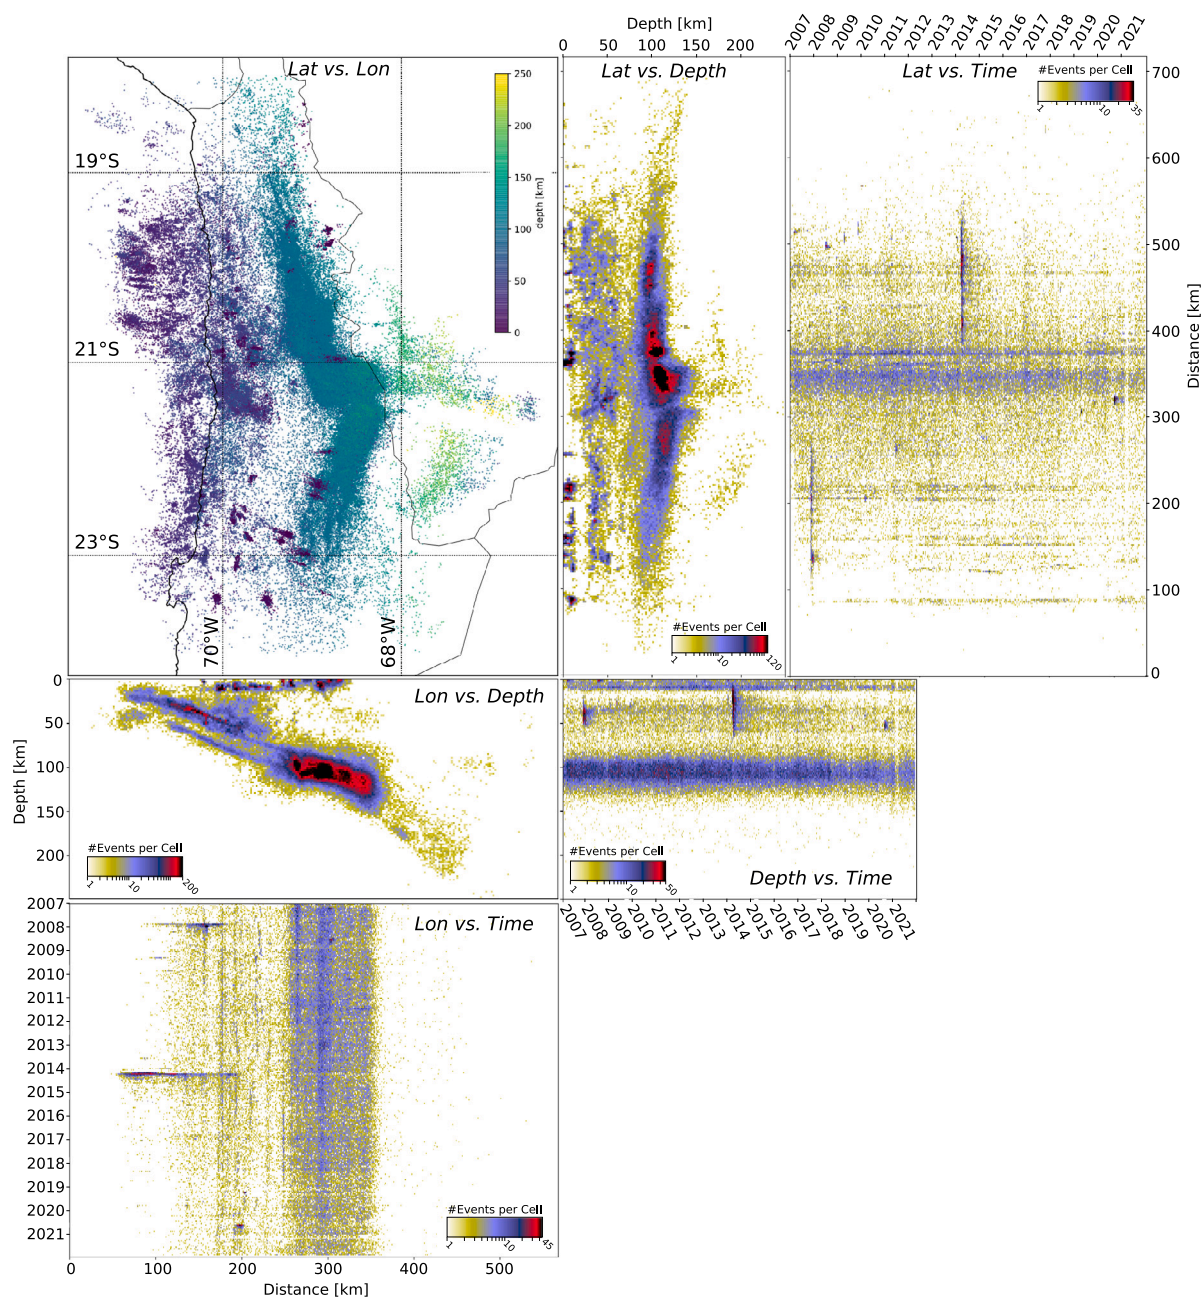 Depth [km]
0 50 100 150 200
2007 2008 2009 2010 2011 2012 2013 2014 2015 2016 2017 2018 2019 2020 2021
Lat vs. Lon
250
200
150
100
50
0
depth [km]
19°S
21°S
23°S
70°W
68°W
Lat vs. Depth
#Events per Cell
1 10 120
Lat vs. Time
#Events per Cell
1 10 35
700
600
500
400
300
200
100
0
Distance [km]
Lon vs. Depth
0
50
100
150
200
Depth [km]
#Events per Cell
1 10 200
#Events per Cell
1 10 50
Depth vs. Time
2007 2008 2009 2010 2011 2012 2013 2014 2015 2016 2017 2018 2019 2020 2021
Lon vs. Time
2007
2008
2009
2010
2011
2012
2013
2014
2015
2016
2017
2018
2019
2020
2021
#Events per Cell
1 10 45
0 100 200 300 400 500
Distance [km]